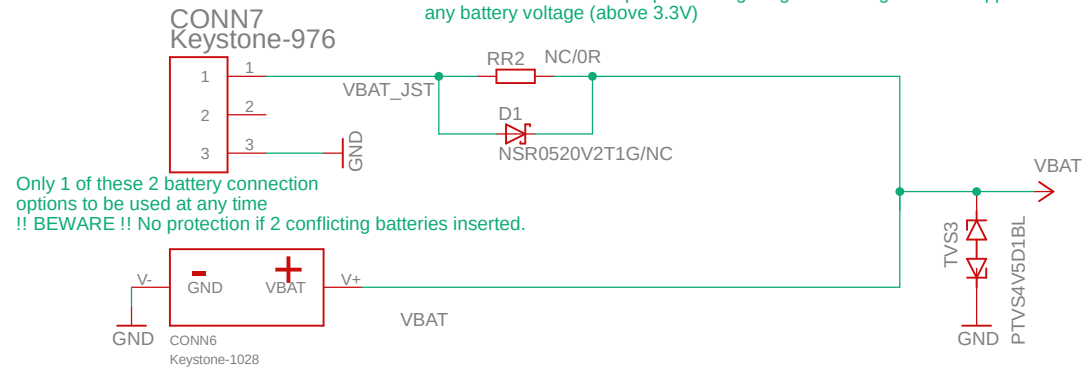 any battery voltage (above 3.3V)
CONN7
Keystone-976
1
1
2
2
3
3
GND
VBAT_JST
RR2
NC/0R
D1
NSR0520V2T1G/NC
VBAT
Only 1 of these 2 battery connection
options to be used at any time
!! BEWARE !! No protection if 2 conflicting batteries inserted.
TVS3
PTVS4V5D1BL
GND
V-
GND
VBAT
V+
GND
CONN6
Keystone-1028
VBAT